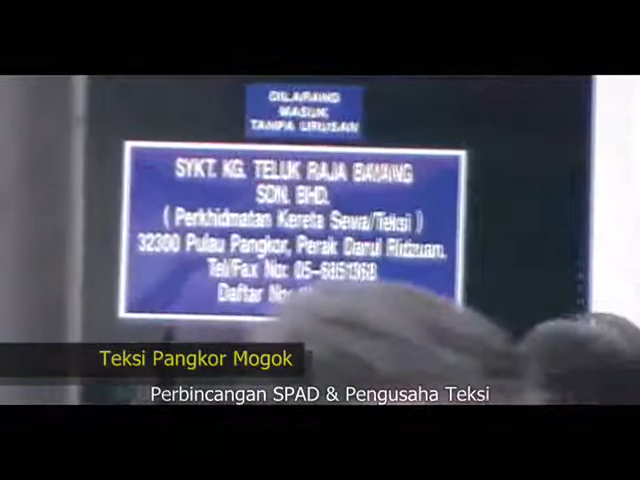 DILARANG
MASUK
TANPA URUSAN
SYKT. KG. TELUK RAJA BAWANG
SDN. BHD.
( Perkhidmatan Kereta Sewa/Teksi )
32300 Pulau Pangkor, Perak Darul Ridzuan.
Tel/Fax No: 05-6851368
Daftar No:
Teksi Pangkor Mogok
Perbincangan SPAD & Pengusaha Teksi